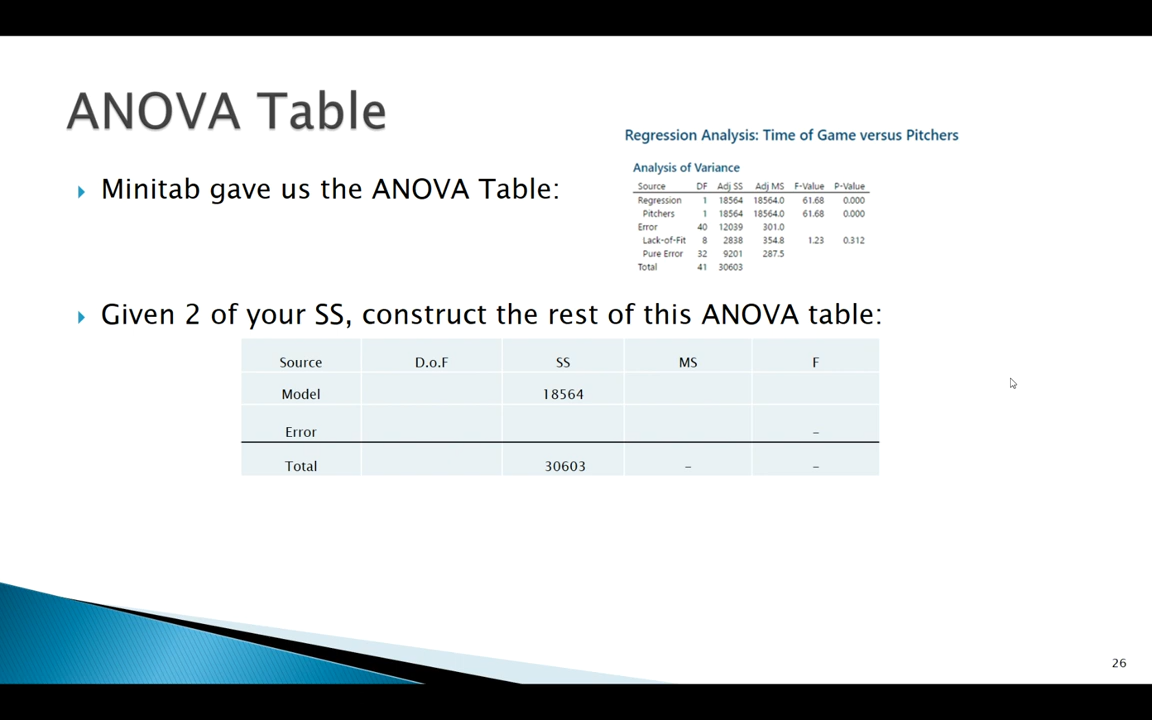 ANOVA Table
Minitab gave us the ANOVA Table:
Regression Analysis: Time of Game versus Pitchers
Analysis of Variance
Source DF Adj SS Adj MS F-Value P-Value
Regression 1 18564 18564.0 61.68 0.000
Pitchers 1 18564 18564.0 61.68 0.000
Error 40 12039 301.0
Lack-of-Fit 8 2838 354.8 1.23 0.312
Pure Error 32 9201 287.5
Total 41 30603
Given 2 of your SS, construct the rest of this ANOVA table:
Source D.o.F SS MS F
Model 18564
Error –
Total 30603 – –
26